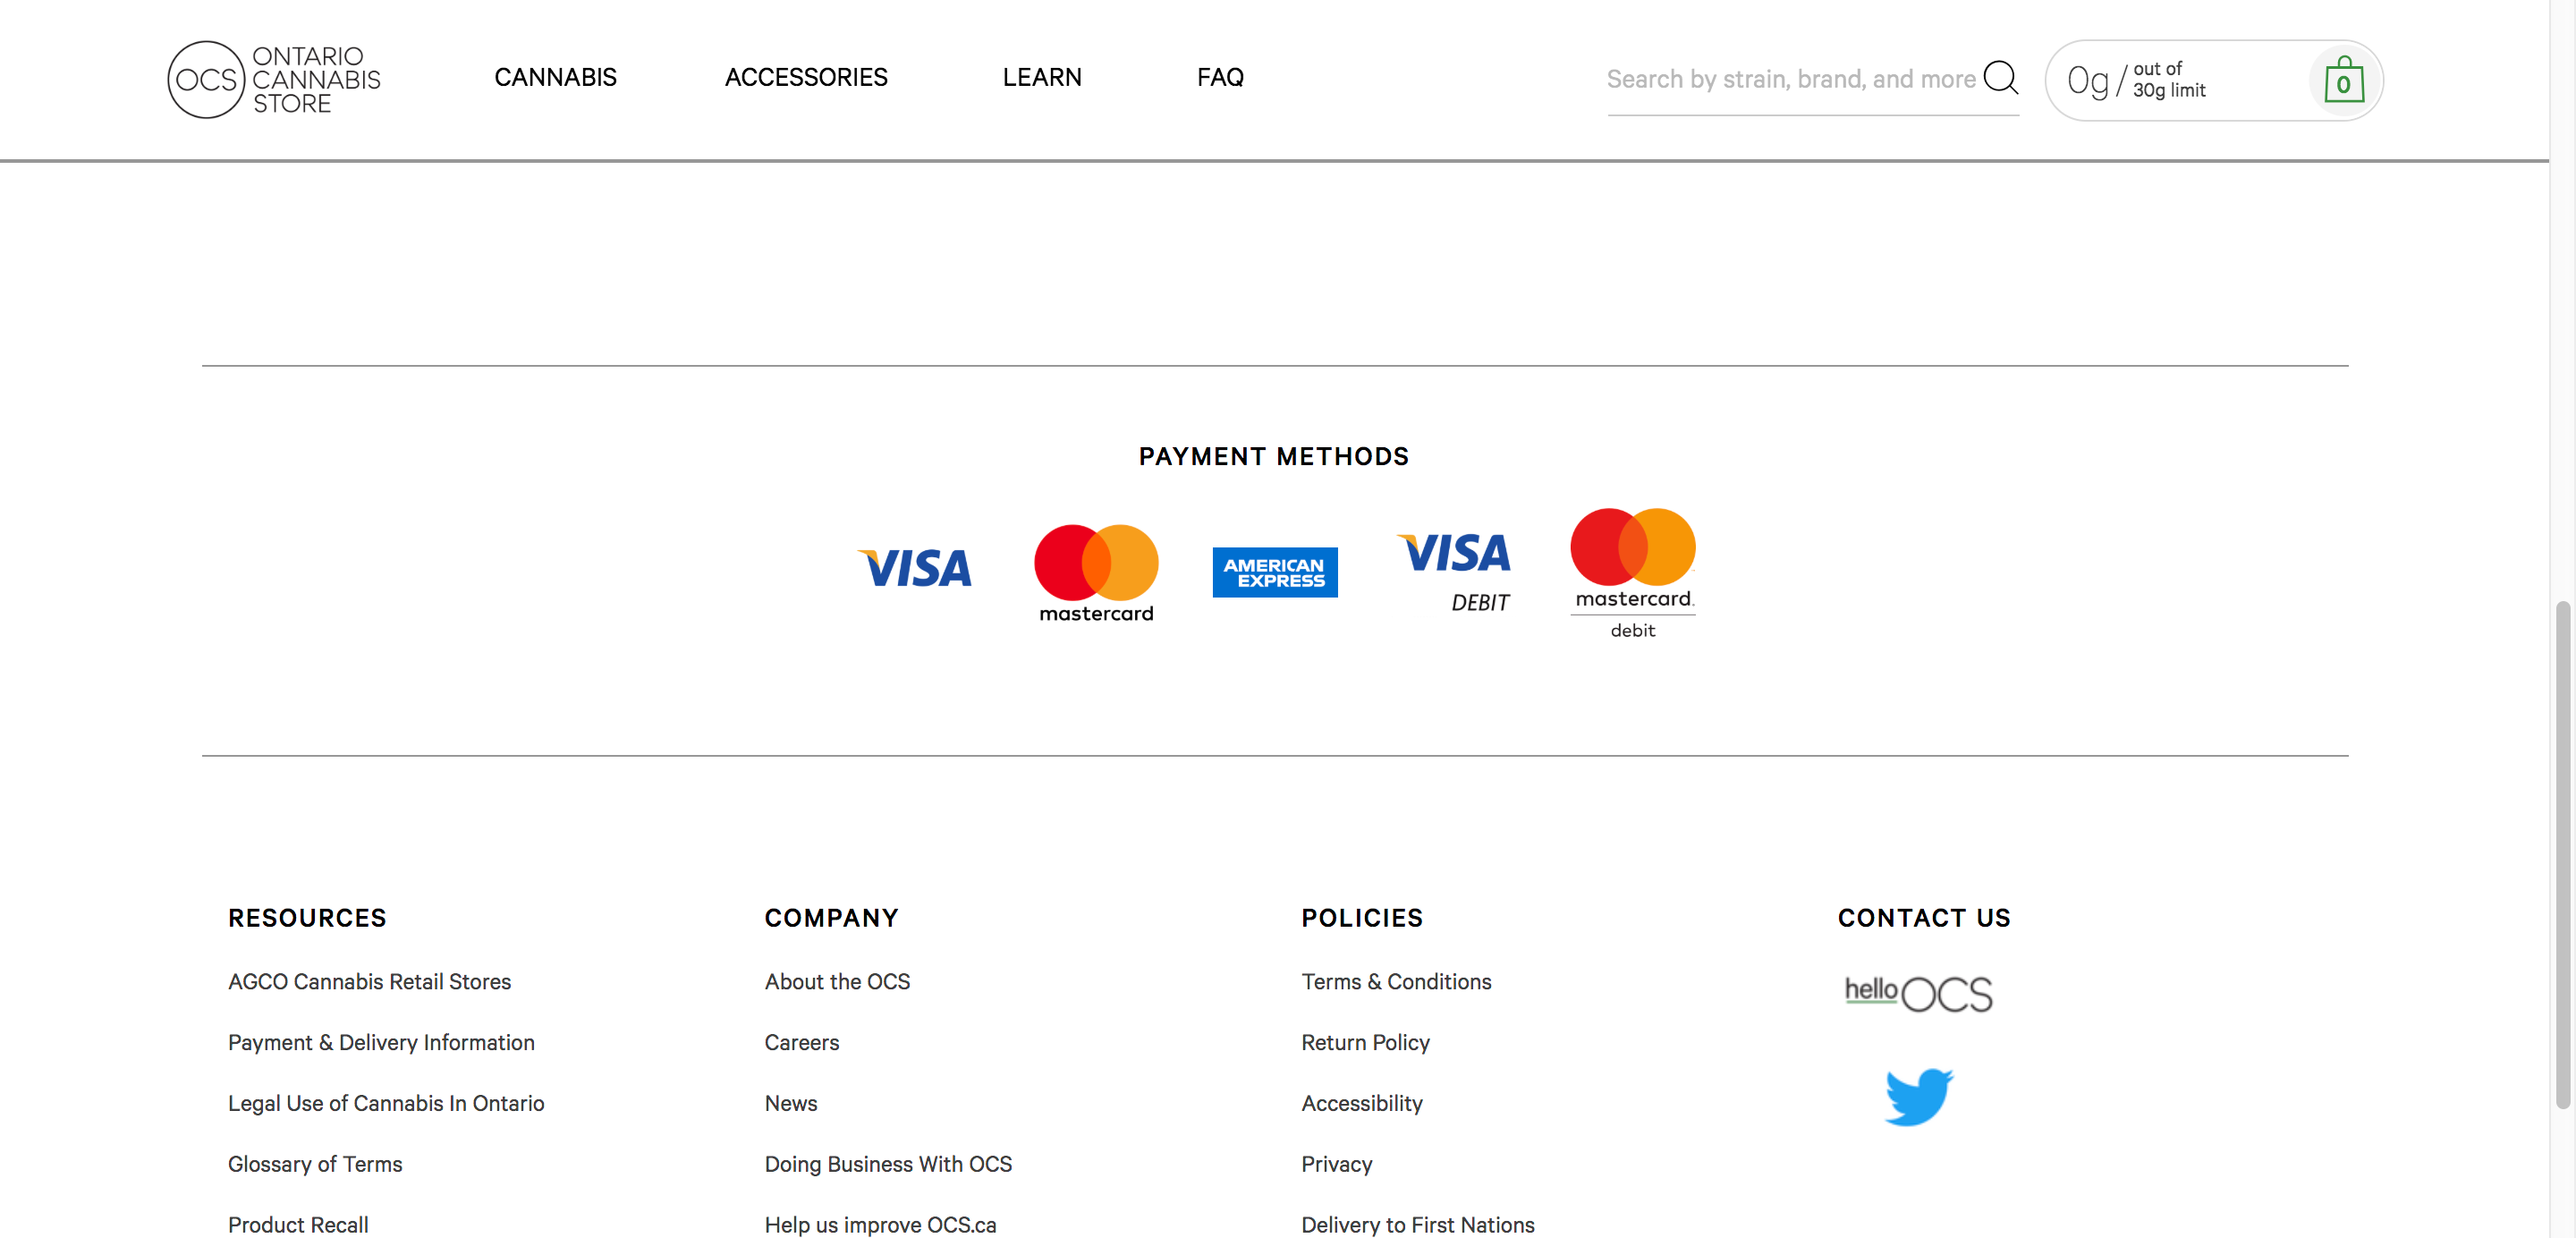 OCS ONTARIO
CANNABIS
STORE
CANNABIS
ACCESSORIES
LEARN
FAQ
Search by strain, brand, and more
0g / out of
30g limit
0
PAYMENT METHODS
VISA
mastercard
AMERICAN
EXPRESS
VISA
DEBIT
mastercard.
debit
RESOURCES
AGCO Cannabis Retail Stores
Payment & Delivery Information
Legal Use of Cannabis In Ontario
Glossary of Terms
Product Recall
COMPANY
About the OCS
Careers
News
Doing Business With OCS
Help us improve OCS.ca
POLICIES
Terms & Conditions
Return Policy
Accessibility
Privacy
Delivery to First Nations
CONTACT US
hello OCS